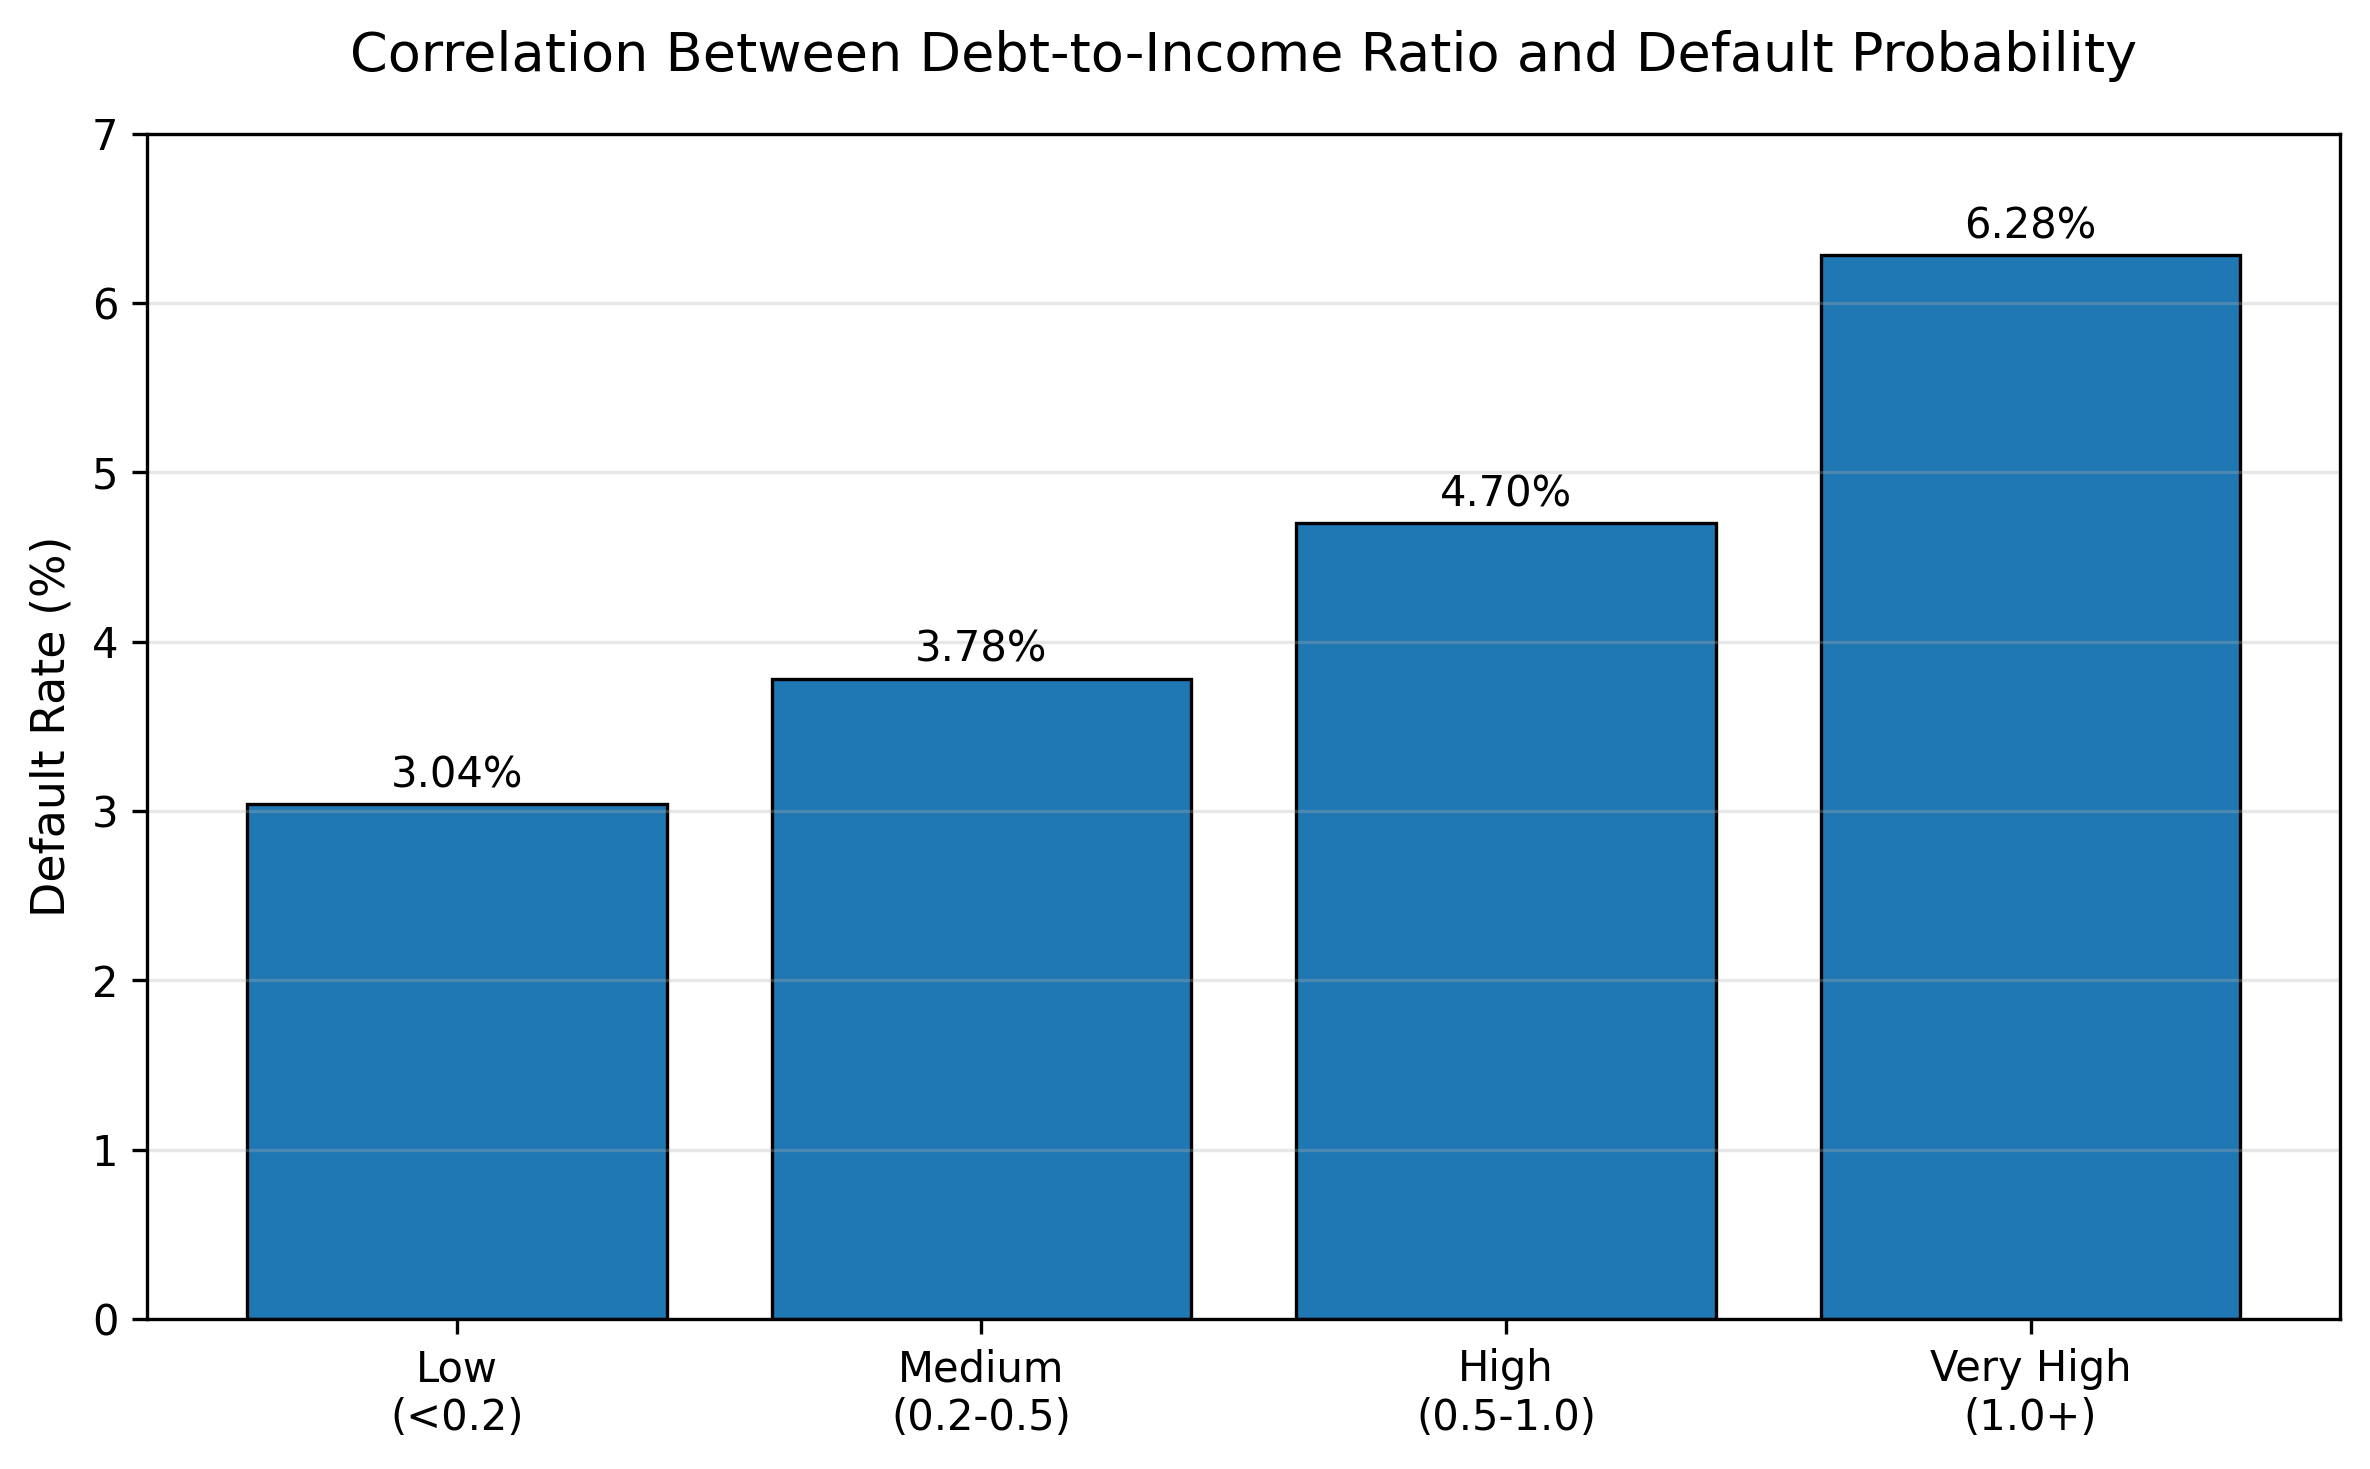 Correlation Between Debt-to-Income Ratio and Default Probability
Default Rate (%)
7
6
5
4
3
2
1
0
3.04%
3.78%
4.70%
6.28%
Low
(<0.2)
Medium
(0.2-0.5)
High
(0.5-1.0)
Very High
(1.0+)